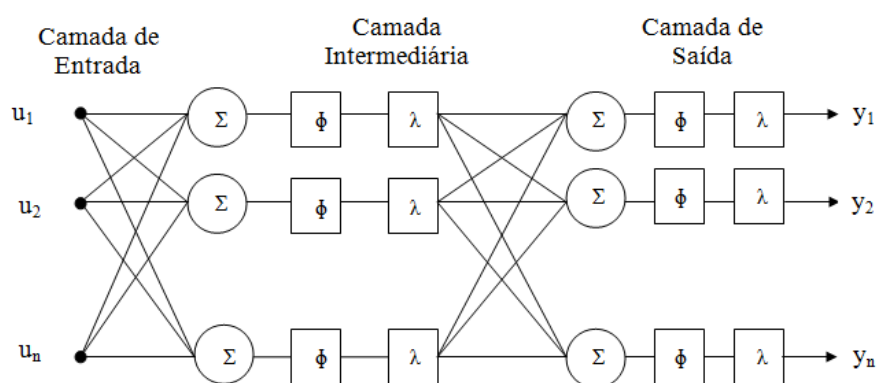 Camada de
Entrada
Camada
Intermediária
Camada de
Saída
u1 Σ ϕ λ Σ ϕ λ y1
u2 Σ ϕ λ Σ ϕ λ y2
un Σ ϕ λ Σ ϕ λ yn